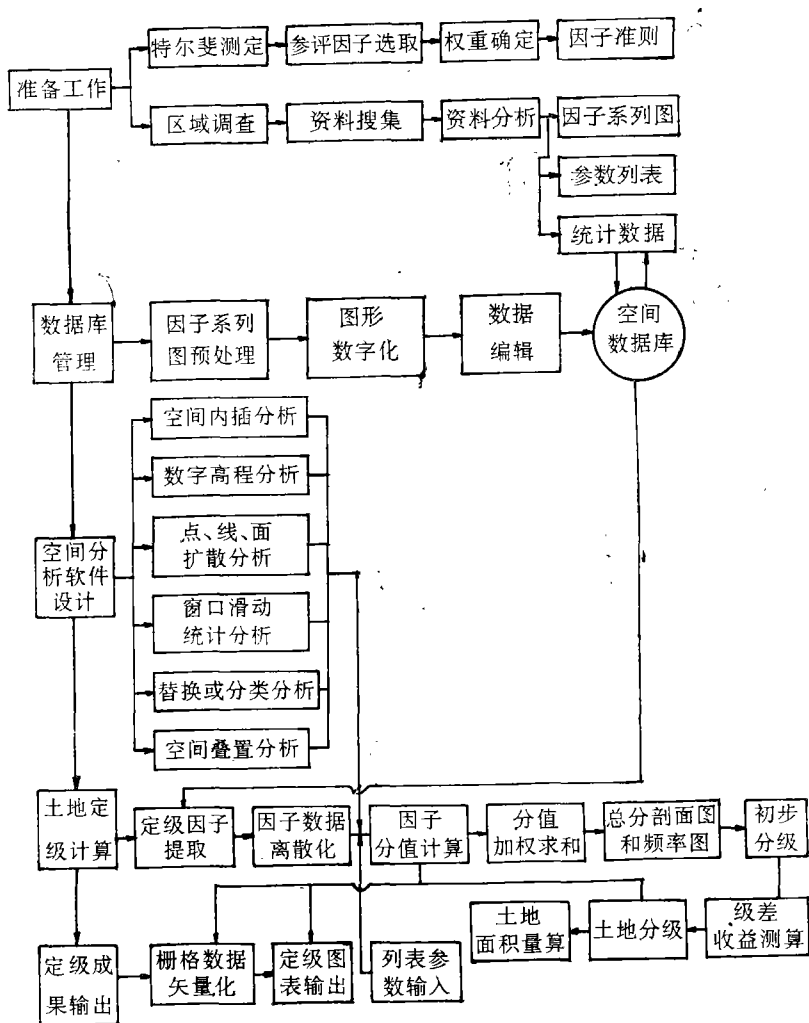 特尔斐测定
参评因子选取
权重确定
因子准则
准备工作
区域调查
资料搜集
资料分析
因子系列图
参数列表
统计数据
数据库
管理
因子系列
图预处理
图形
数字化
数据
编辑
空间
数据库
空间内插分析
数字高程分析
点、线、面
扩散分析
空间分
析软件
设计
窗口滑动
统计分析
替换或分类分析
空间叠置分析
土地定
级计算
定级因子
提取
因子数据
离散化
因子
分值计算
分值
加权求和
总分剖面图
和频率图
初步
分级
定级成
果输出
栅格数据
矢量化
定级图
表输出
列表参
数输入
土地
面积量算
土地分级
级差
收益测算